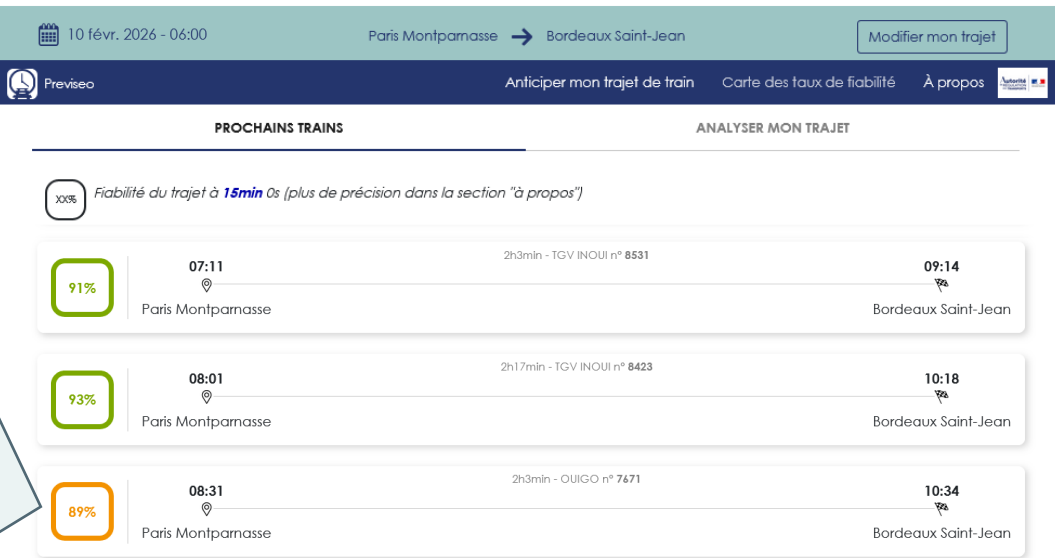 10 févr. 2026 - 06:00 Paris Montparnasse Bordeaux Saint-Jean Modifier mon trajet
Previseo Anticiper mon trajet de train Carte des taux de fiabilité À propos
PROCHAINS TRAINS ANALYSER MON TRAJET
XX% Fiabilité du trajet à 15min 0s (plus de précision dans la section "à propos")
2h3min - TGV INOUI n° 8531
07:11 09:14
91%
Paris Montparnasse Bordeaux Saint-Jean
2h17min - TGV INOUI n° 8423
08:01 10:18
93%
Paris Montparnasse Bordeaux Saint-Jean
2h3min - OUIGO n° 7671
08:31 10:34
89%
Paris Montparnasse Bordeaux Saint-Jean